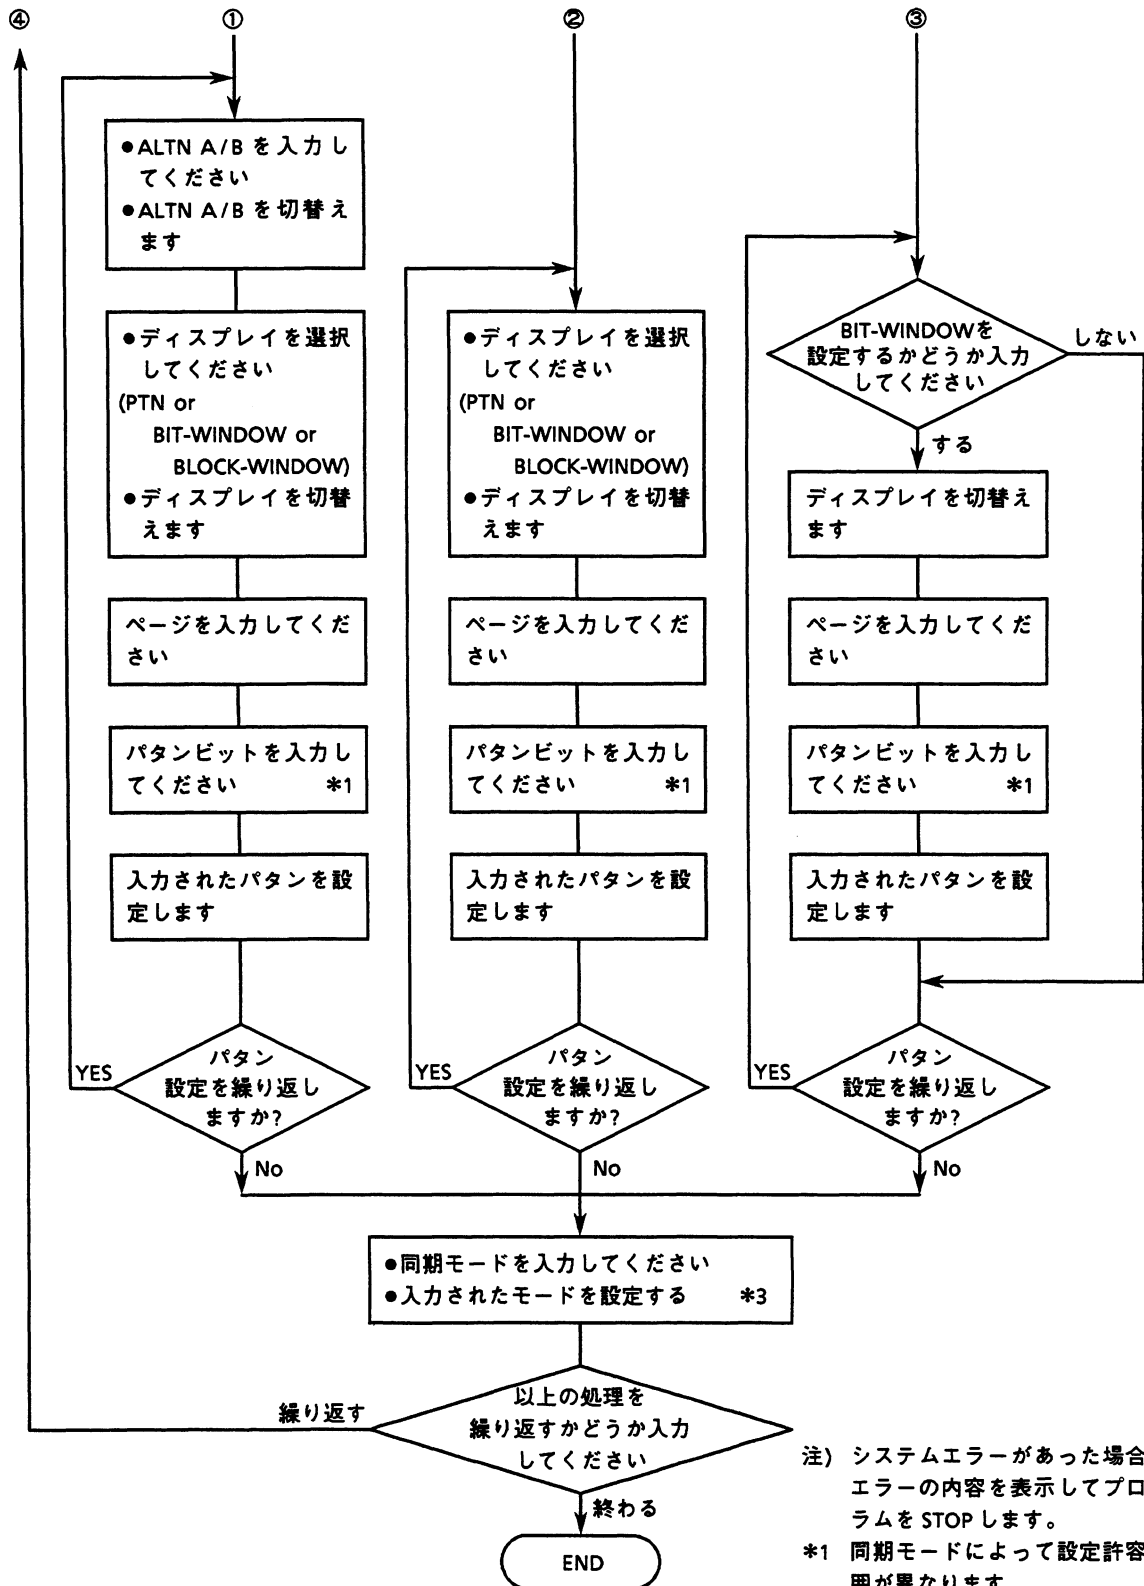 ④
①
②
③
●ALTN A/B を入力し
てください
●ALTN A/B を切替え
ます
●ディスプレイを選択
してください
(PTN or
BIT-WINDOW or
BLOCK-WINDOW)
●ディスプレイを切替
えます
ページを入力してくだ
さい
パタンビットを入力し
てください *1
入力されたパタンを設
定します
パタン
設定を繰り返し
ますか?
YES
No
●ディスプレイを選択
してください
(PTN or
BIT-WINDOW or
BLOCK-WINDOW)
●ディスプレイを切替
えます
ページを入力してくだ
さい
パタンビットを入力し
てください *1
入力されたパタンを設
定します
パタン
設定を繰り返し
ますか?
YES
No
BIT-WINDOWを
設定するかどうか入力
してください
しない
する
ディスプレイを切替え
ます
ページを入力してくだ
さい
パタンビットを入力し
てください *1
入力されたパタンを設
定します
パタン
設定を繰り返し
ますか?
YES
No
●同期モードを入力してください
●入力されたモードを設定する *3
以上の処理を
繰り返すかどうか入力
してください
繰り返す
終わる
END
注) システムエラーがあった場合
エラーの内容を表示してプロ
ラムを STOP します。
*1 同期モードによって設定許容
囲が異なります